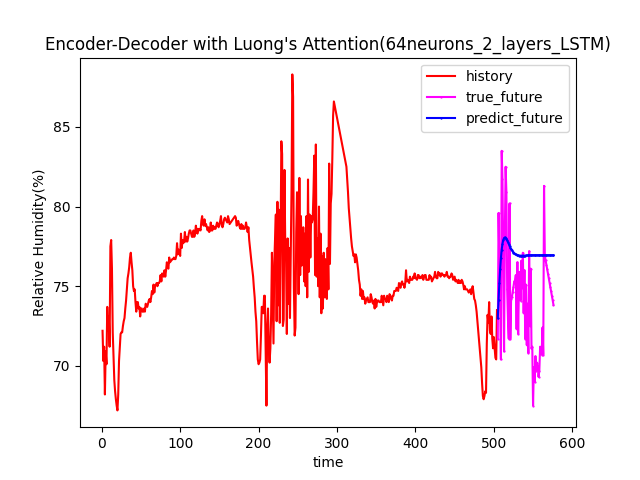 Encoder-Decoder with Luong's Attention(64neurons_2_layers_LSTM)
history
true_future
predict_future
Relative Humidity(%)
85
80
75
70
0 100 200 300 400 500 600
time